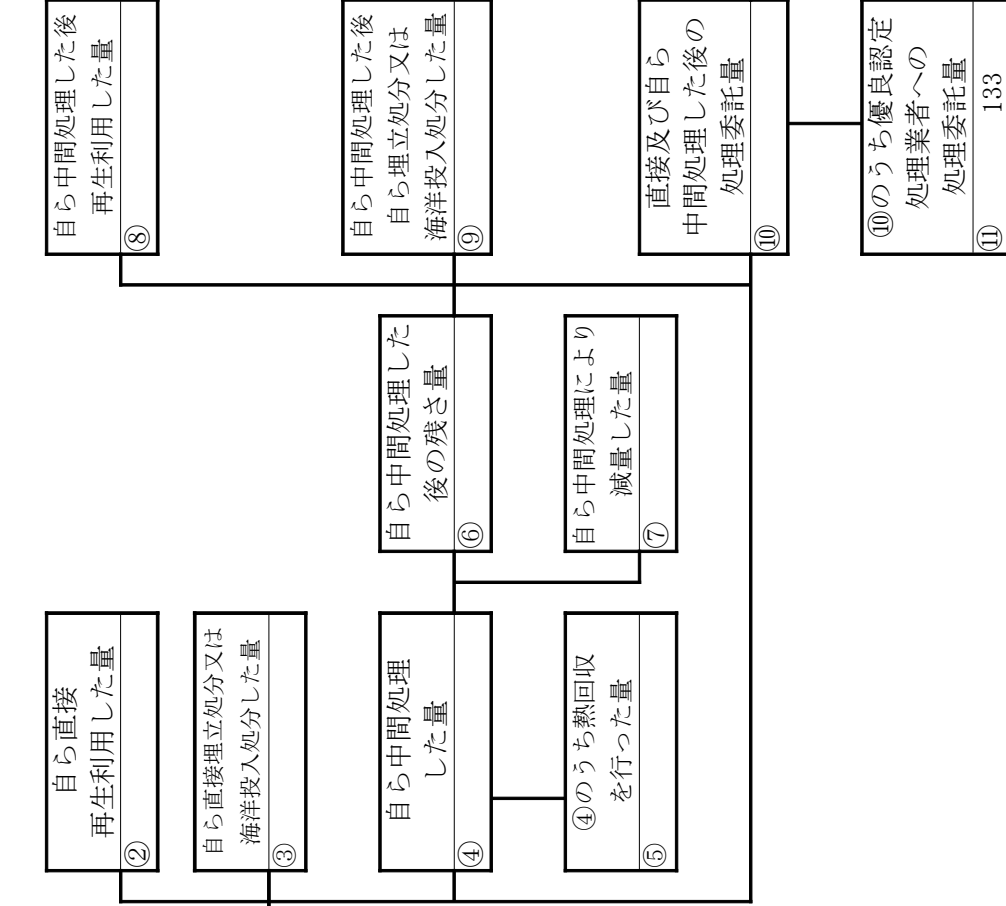 自ら直接
再生利用した量
②
自ら直接埋立処分又は
海洋投入処分した量
③
自ら中間処理
した量
④
④のうち熱回収
を行った量
⑤
自ら中間処理した
後の残さ量
⑥
自ら中間処理により
減量した量
⑦
自ら中間処理した後
再生利用した量
⑧
自ら中間処理した後
自ら埋立処分又は
海洋投入処分した量
⑨
直接及び自ら
中間処理した後の
処理委託量
⑩
⑩のうち優良認定
処理業者への
処理委託量
⑪
133